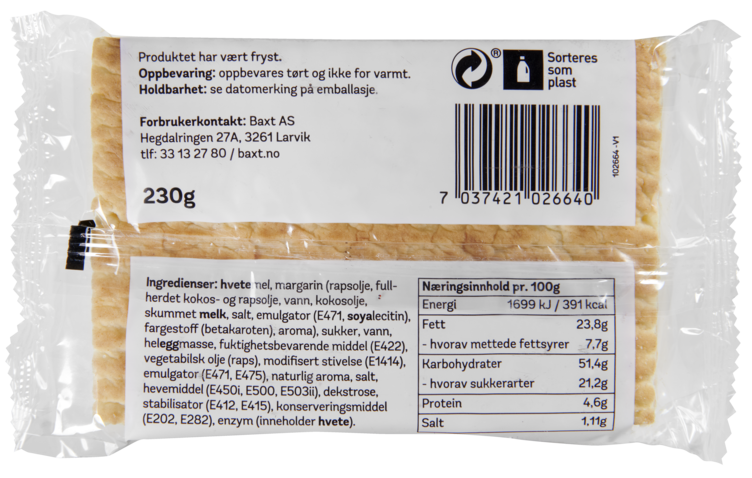 Produktet har vært fryst.
Oppbevaring: oppbevares tørt og ikke for varmt.
Holdbarhet: se datomerking på emballasje.
Forbrukerkontakt: Baxt AS
Hegdalringen 27A, 3261 Larvik
tlf: 33 13 27 80 / baxt.no
230g
®
Sorteres
som
plast
7 037421 026640
102664 -V1
Ingredienser: hvetemel, margarin (rapsolje, full-
herdet kokos- og rapsolje, vann, kokosolje,
skummet melk, salt, emulgator (E471, soyalecitin),
fargestoff (betakaroten), aroma), sukker, vann,
heleggmasse, fuktighetsbevarende middel (E422),
vegetabilsk olje (raps), modifisert stivelse (E1414),
emulgator (E471, E475), naturlig aroma, salt,
hevemiddel (E450i, E500, E503ii), dekstrose,
stabilisator (E412, E415), konserveringsmiddel
(E202, E282), enzym (inneholder hvete).
Næringsinnhold pr. 100g
Energi 1699 kJ / 391 kcal
Fett 23,8g
- hvorav mettede fettsyrer 7,7g
Karbohydrater 51,4g
- hvorav sukkerarter 21,2g
Protein 4,6g
Salt 1,11g